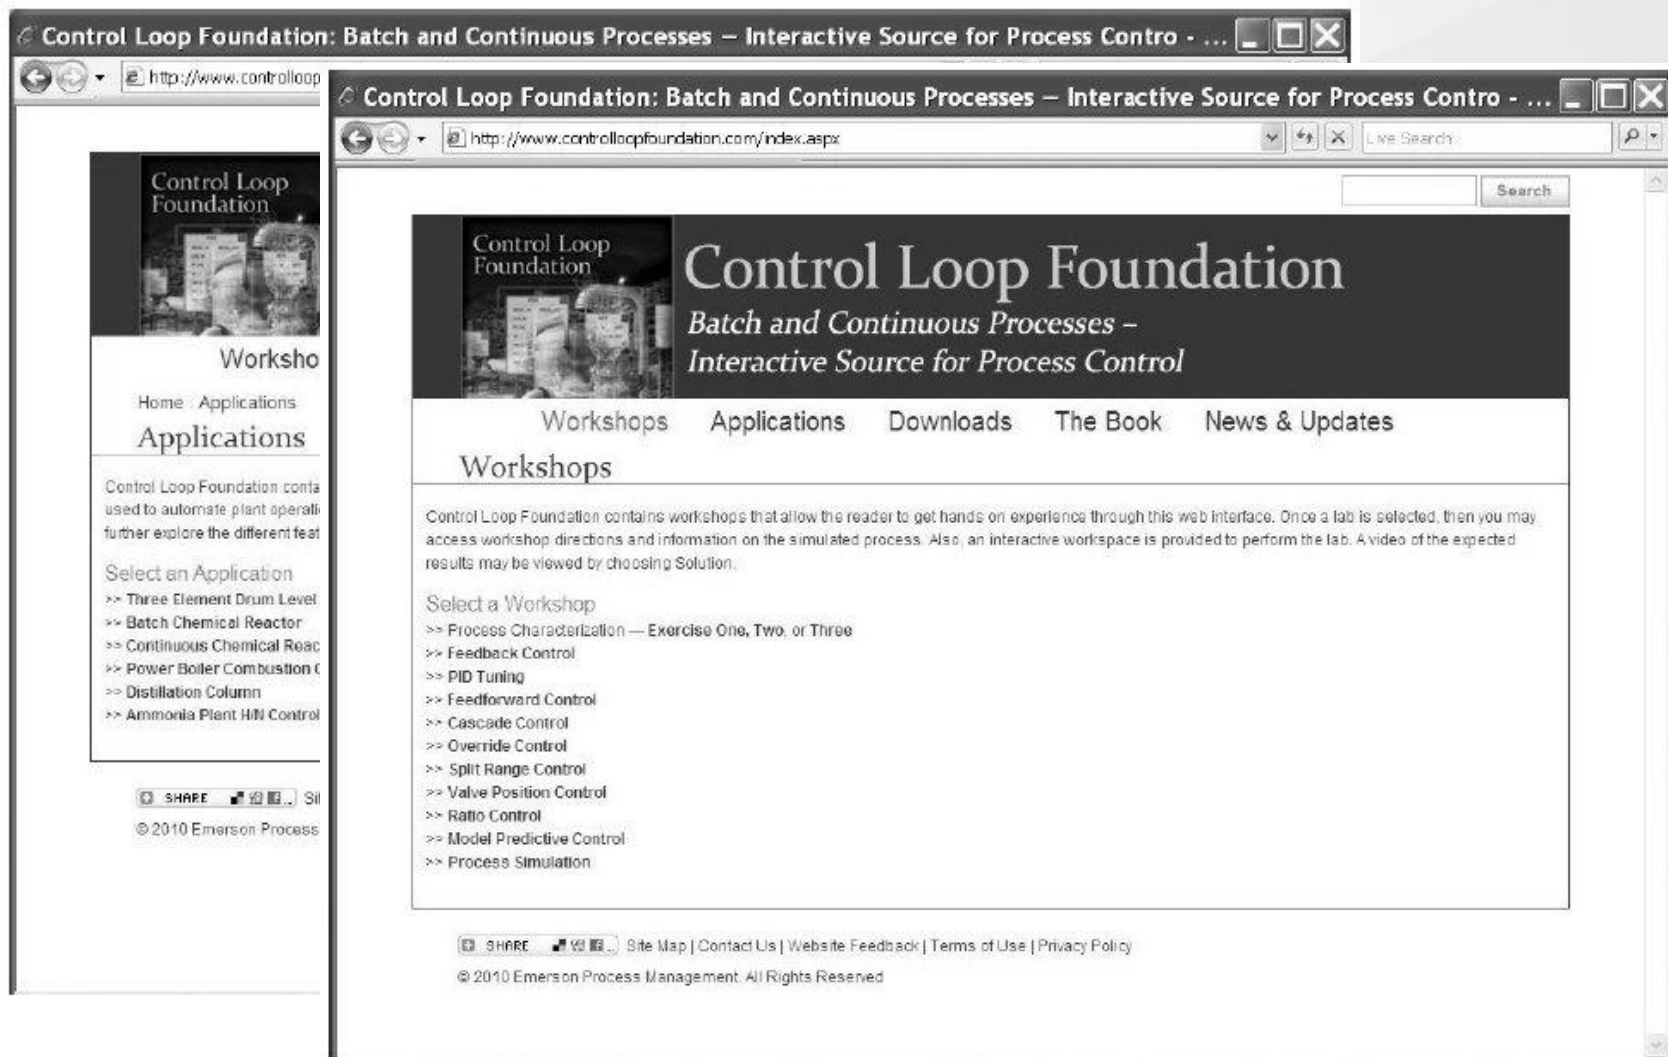 Control Loop Foundation: Batch and Continuous Processes – Interactive Source for Process Contro - ...
http://www.controlloop
Control Loop
Foundation
Worksho
Home : Applications
Applications
Control Loop Foundation conta
used to automate plant operati
further explore the different feat
Select an Application
>> Three Element Drum Level
>> Batch Chemical Reactor
>> Continuous Chemical Reac
>> Power Boiler Combustion C
>> Distillation Column
>> Ammonia Plant H/N Control
SHARE
Sit
© 2010 Emerson Process
Control Loop Foundation: Batch and Continuous Processes – Interactive Source for Process Contro - ...
http://www.controlloopfoundation.com/index.aspx
Live Search
Search
Control Loop
Foundation
Control Loop Foundation
Batch and Continuous Processes –
Interactive Source for Process Control
Workshops Applications Downloads The Book News & Updates
Workshops
Control Loop Foundation contains workshops that allow the reader to get hands on experience through this web interface. Once a lab is selected, then you may
access workshop directions and information on the simulated process. Also, an interactive workspace is provided to perform the lab. A video of the expected
results may be viewed by choosing Solution.
Select a Workshop
>> Process Characterization — Exercise One, Two, or Three
>> Feedback Control
>> PID Tuning
>> Feedforward Control
>> Cascade Control
>> Override Control
>> Split Range Control
>> Valve Position Control
>> Ratio Control
>> Model Predictive Control
>> Process Simulation
SHARE Site Map | Contact Us | Website Feedback | Terms of Use | Privacy Policy
© 2010 Emerson Process Management. All Rights Reserved